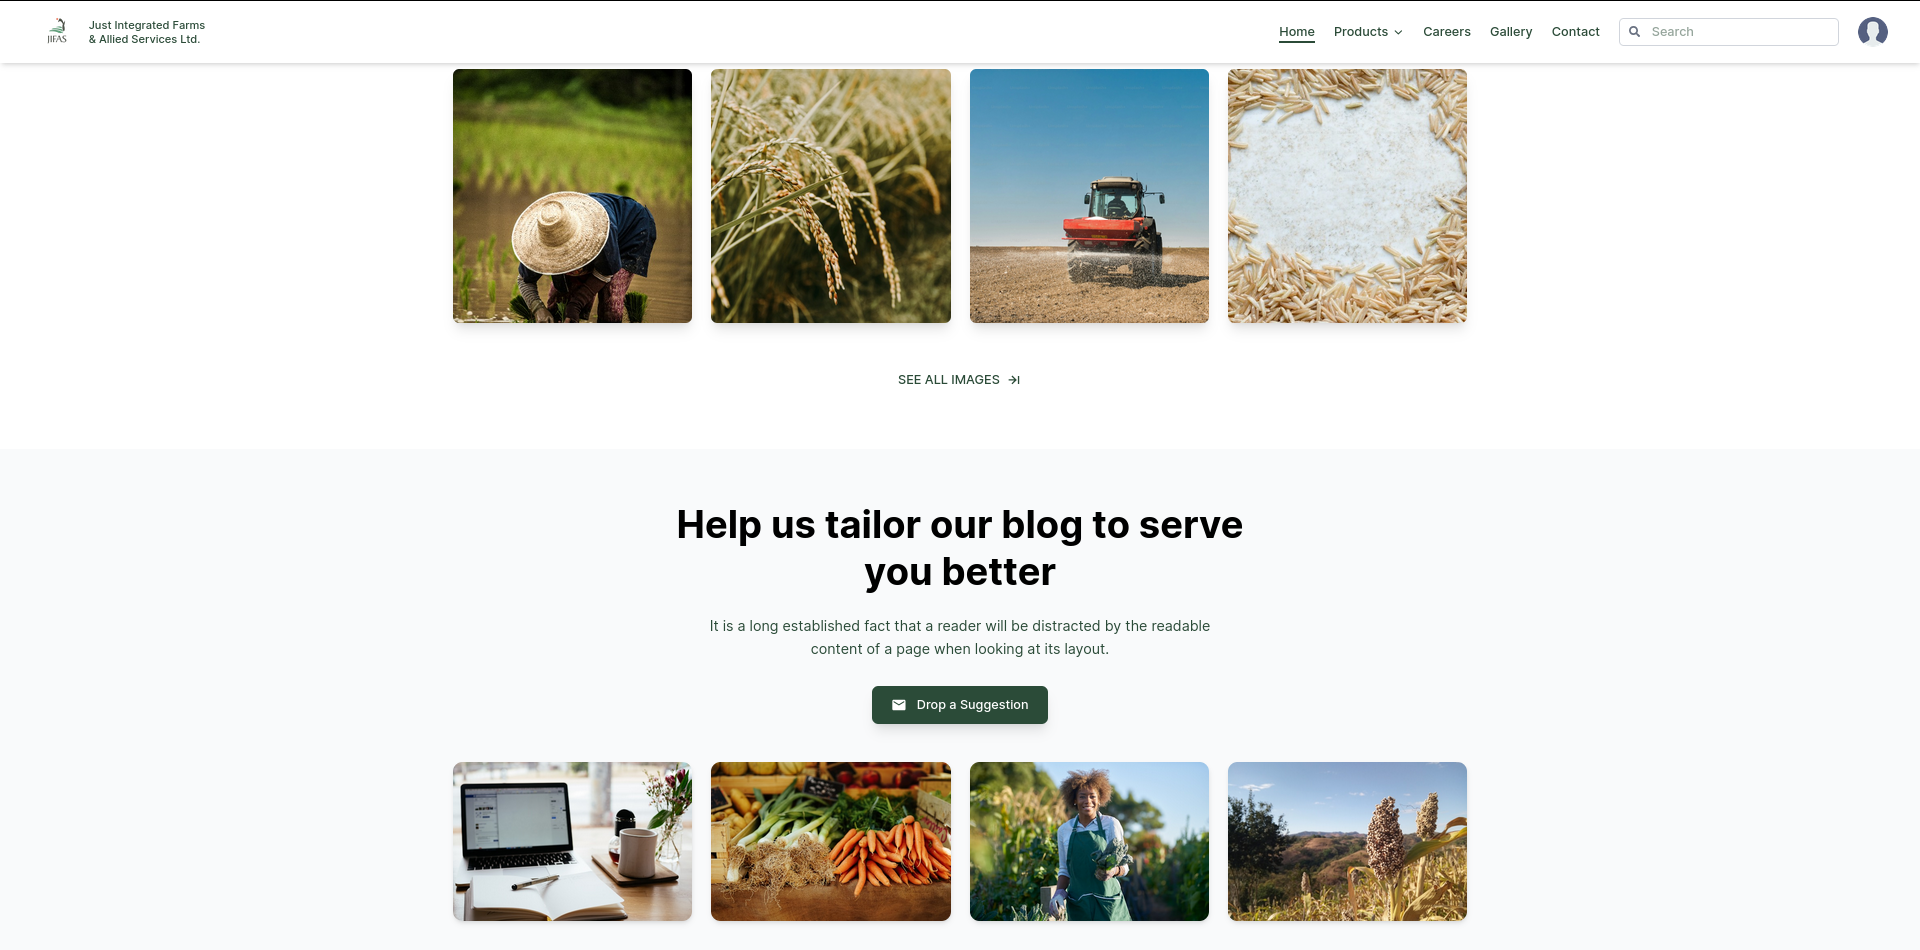 JIFAS
Just Integrated Farms
& Allied Services Ltd.
Home
Products
Careers
Gallery
Contact
Search
SEE ALL IMAGES
Help us tailor our blog to serve
you better
It is a long established fact that a reader will be distracted by the readable
content of a page when looking at its layout.
Drop a Suggestion